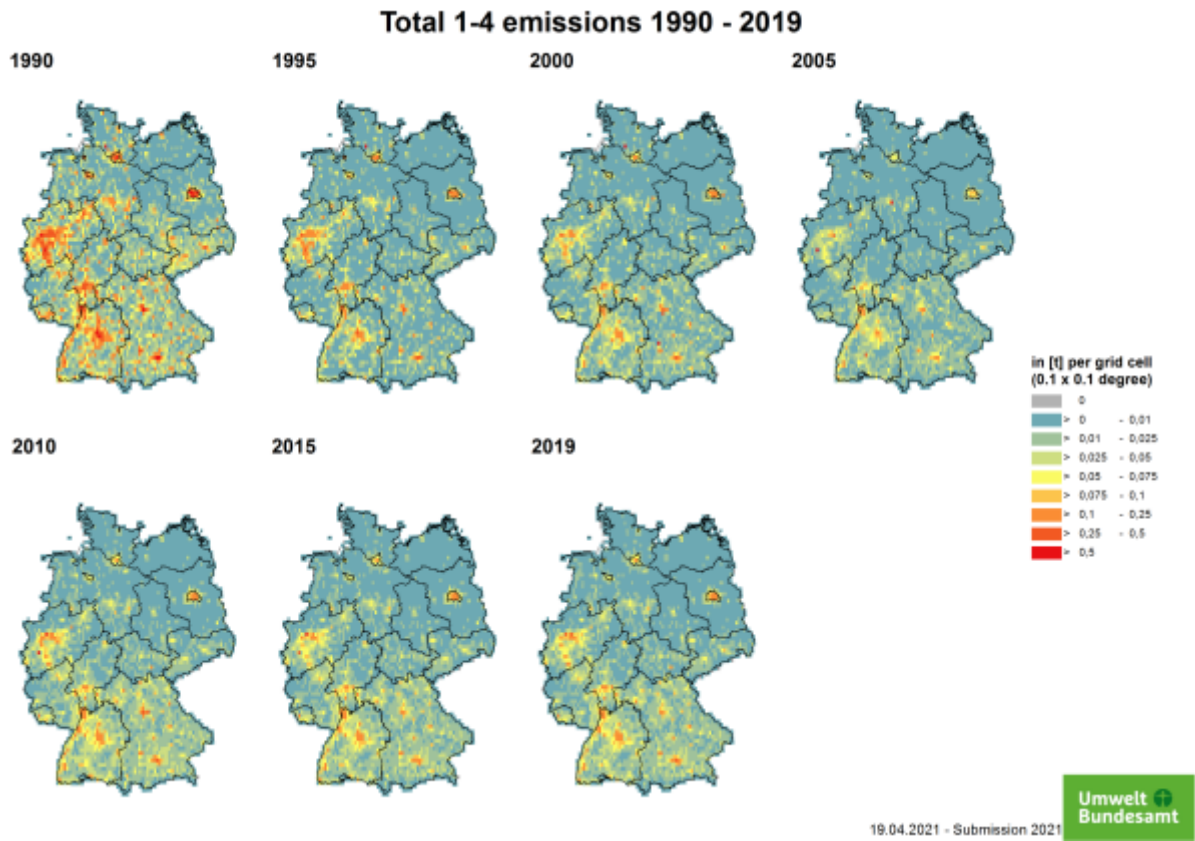 Total 1-4 emissions 1990 - 2019
1990
1995
2000
2005
2010
2015
2019
in [t] per grid cell
(0.1 x 0.1 degree)
0
> 0 - 0,01
> 0,01 - 0,025
> 0,025 - 0,05
> 0,05 - 0,075
> 0,075 - 0,1
> 0,1 - 0,25
> 0,25 - 0,5
> 0,5
Umwelt
Bundesamt
19.04.2021 - Submission 2021